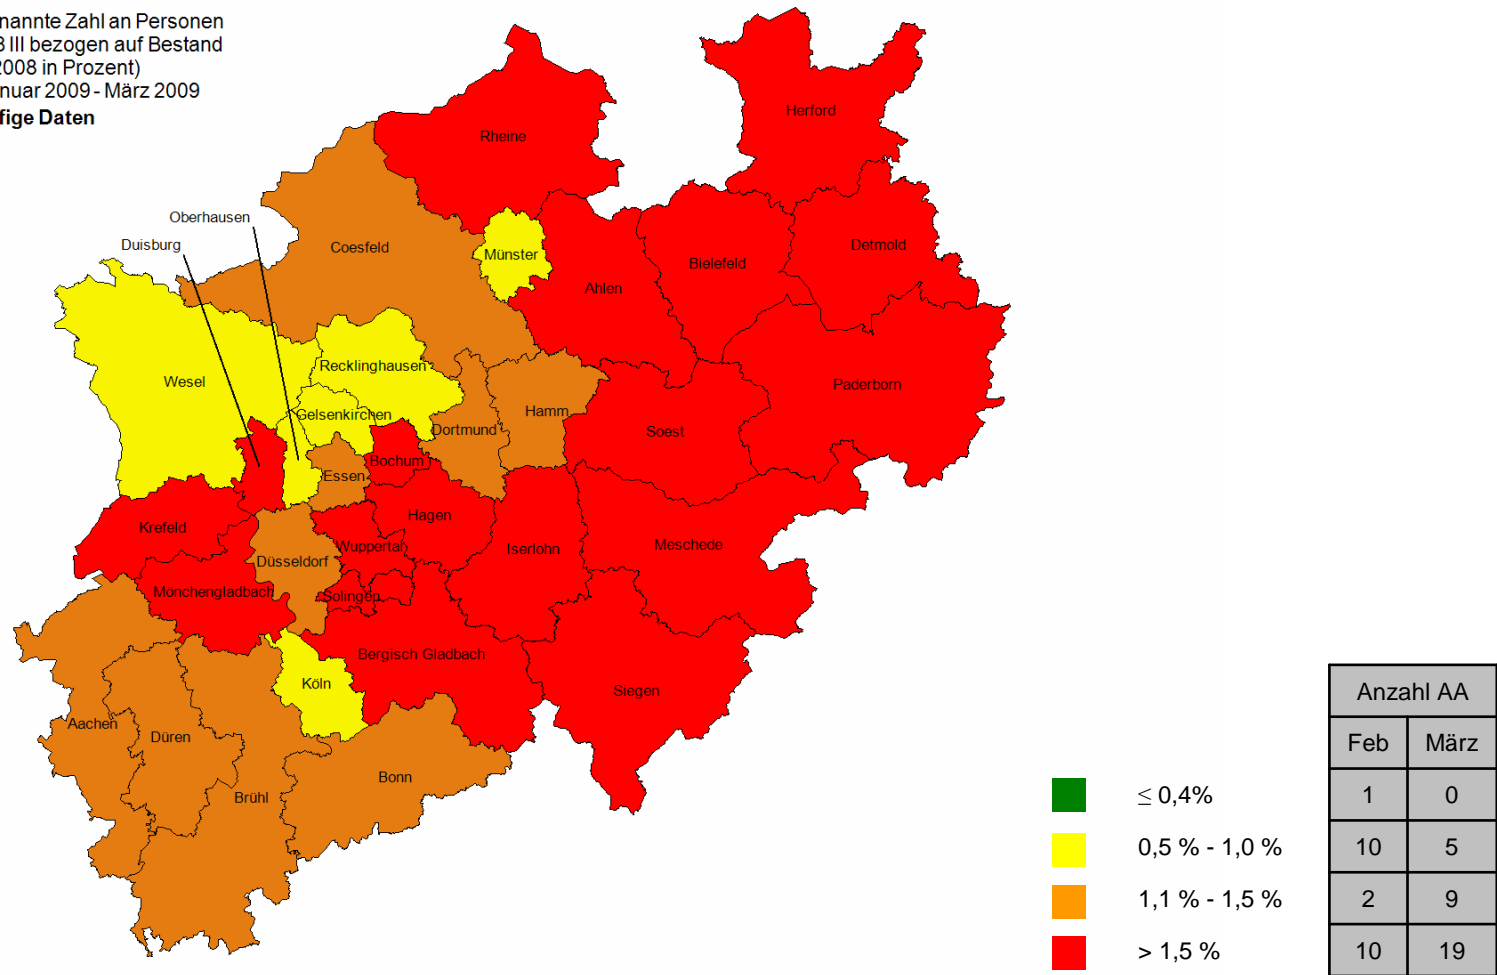 nannte Zahl an Personen
III bezogen auf Bestand
2008 in Prozent)
nuar 2009 - März 2009
fige Daten
Herford
Rheine
Oberhausen
Duisburg
Coesfeld
Münster
Detmold
Bielefeld
Ahlen
Wesel
Recklinghausen
Paderborn
Gelsenkirchen
Hamm
Dortmund
Soest
Bochum
Essen
Hagen
Krefeld
Wuppertal
Iserlohn
Meschede
Düsseldorf
Mönchengladbach
Solingen
Bergisch Gladbach
Köln
Siegen
Aachen
Düren
Bonn
Brühl
Anzahl AA
Feb März
≤ 0,4% 1 0
0,5 % - 1,0 % 10 5
1,1 % - 1,5 % 2 9
> 1,5 % 10 19